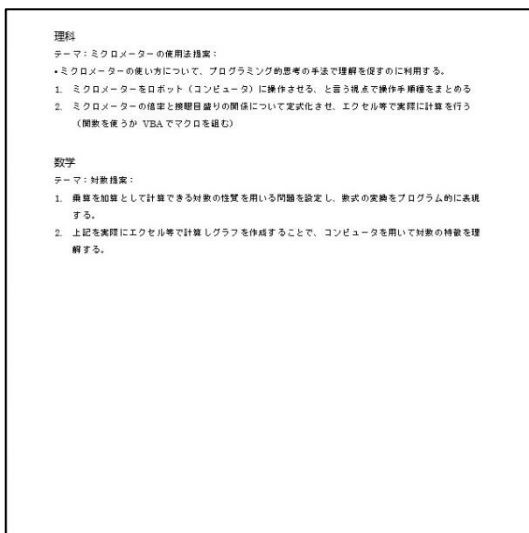 理科
テーマ：ミクロメーターの使用法提案：
・ミクロメーターの使い方について、プログラミング的思考の手法で理解を促すのに利用する。
1. ミクロメーターをロボット（コンピュータ）に操作させる、と言う視点で操作手順種をまとめる
2. ミクロメーターの倍率と接眼目盛りの関係について定式化させ、エクセル等で実際に計算を行う
（関数を使うか VBAでマクロを組む）
数学
テーマ：対数提案：
1. 乗算を加算として計算できる対数の性質を用いる問題を設定し、数式の変換をプログラム的に表現
する。
2. 上記を実際にエクセル等で計算しグラフを作成することで、コンピュータを用いて対数の特徴を理
解する。